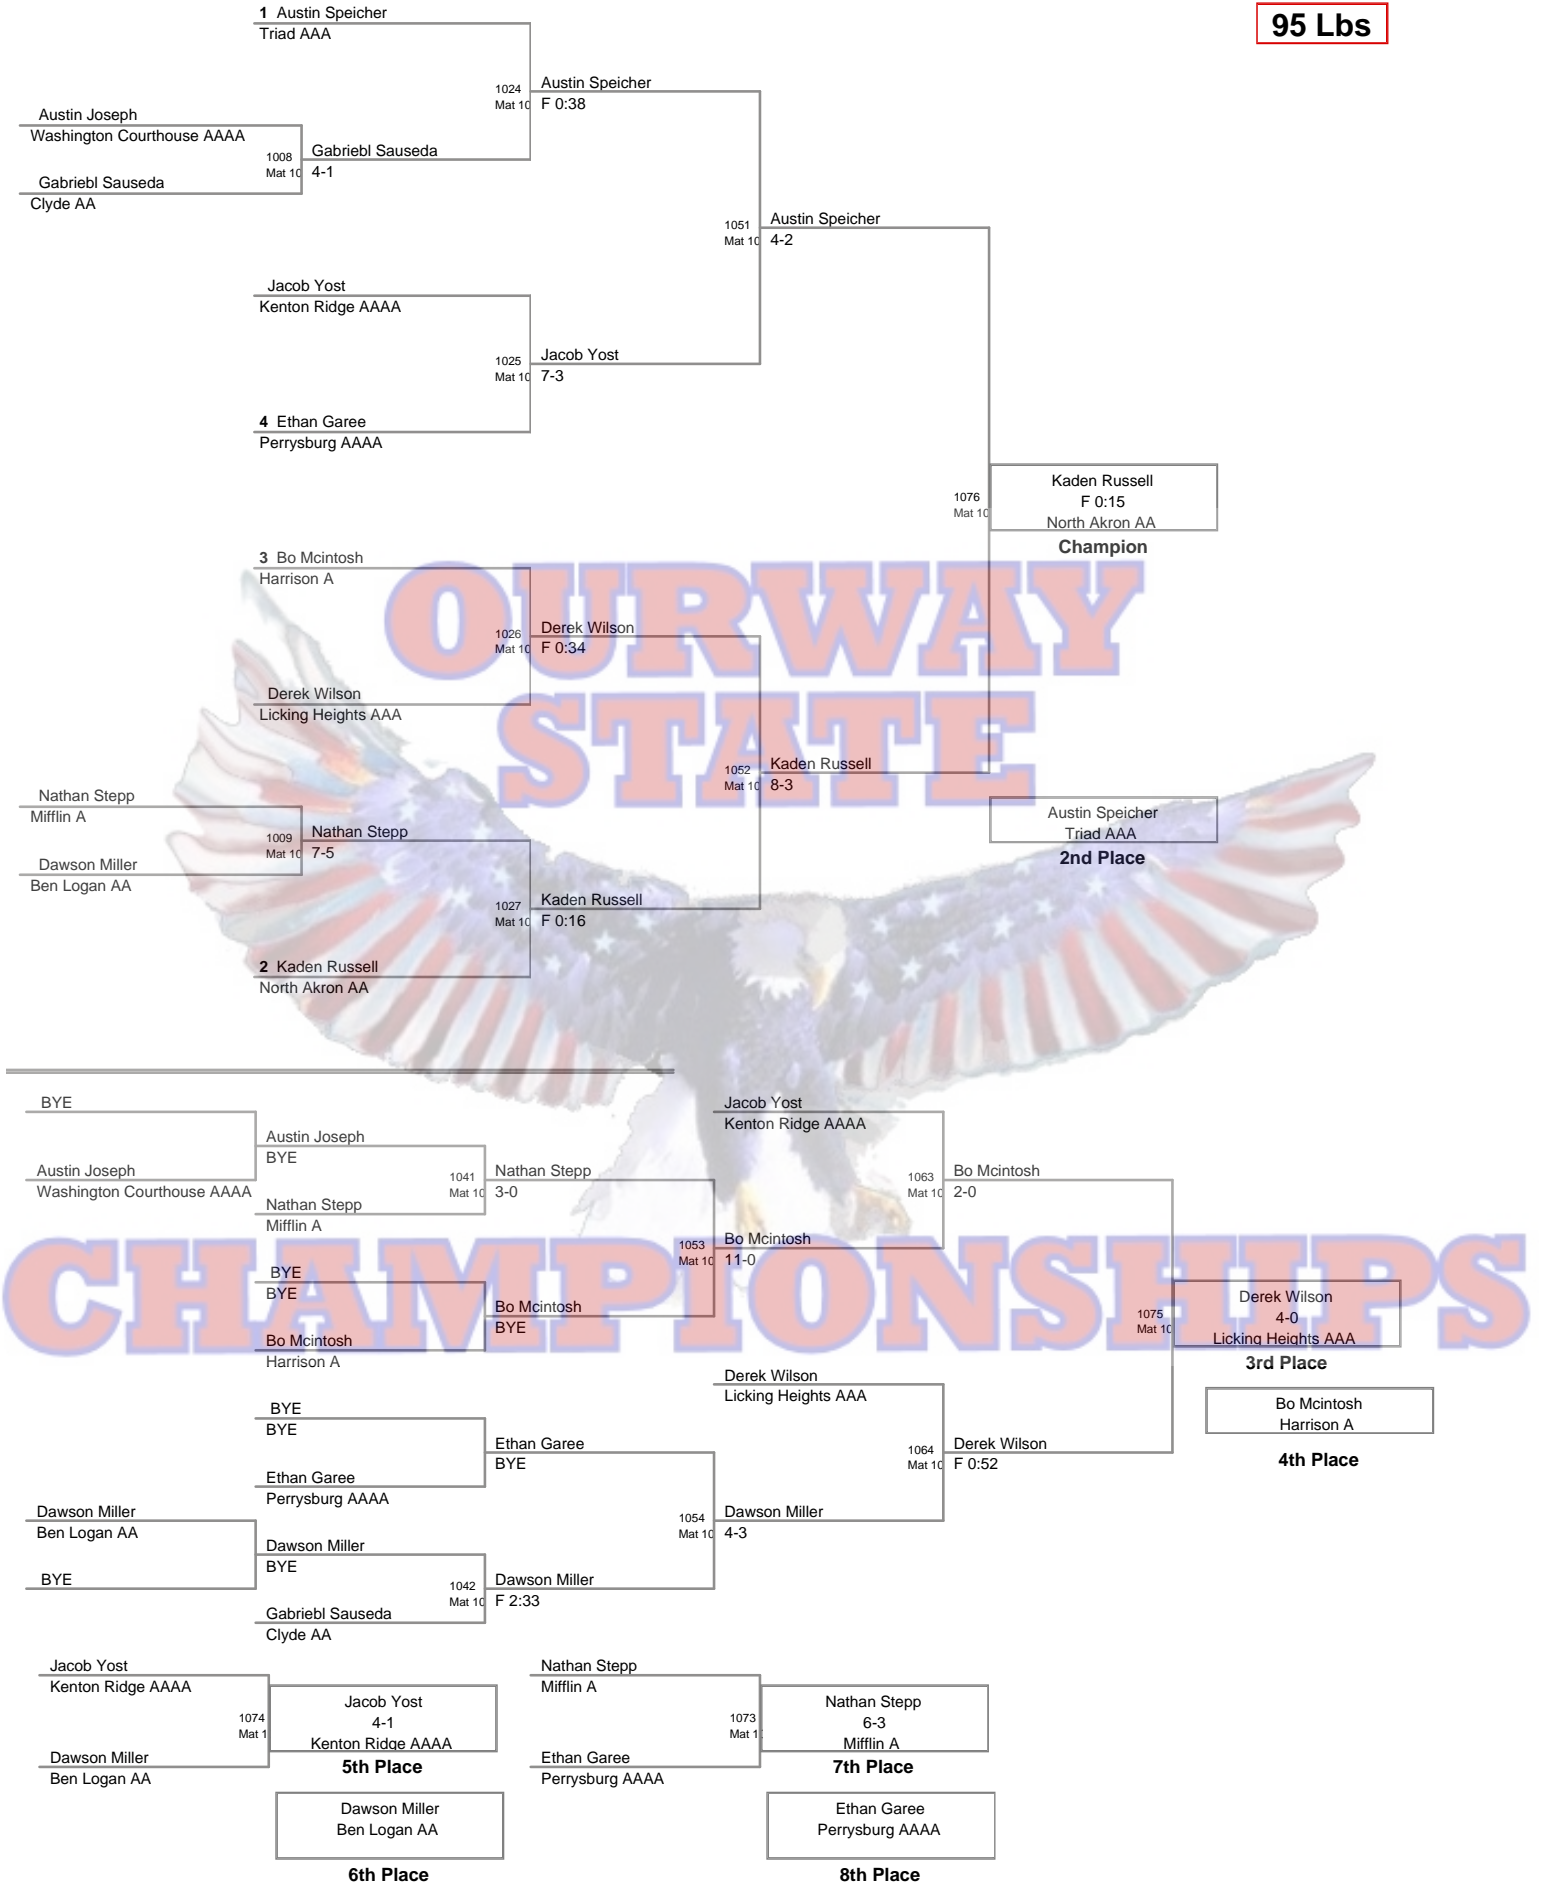 95 Lbs
1 Austin Speicher
Triad AAA
1024
Mat 10
Austin Speicher
F 0:38
Austin Joseph
Washington Courthouse AAAA
1008
Mat 10
Gabriebl Sauseda
4-1
Gabriebl Sauseda
Clyde AA
1051
Mat 10
Austin Speicher
4-2
Jacob Yost
Kenton Ridge AAAA
1025
Mat 10
Jacob Yost
7-3
4 Ethan Garee
Perrysburg AAAA
1076
Mat 10
Kaden Russell
F 0:15
North Akron AA
Champion
3 Bo Mcintosh
Harrison A
OURWAY
1026
Mat 10
Derek Wilson
F 0:34
Derek Wilson
Licking Heights AAA
STATE
1052
Mat 10
Kaden Russell
8-3
Nathan Stepp
Mifflin A
1009
Mat 10
Nathan Stepp
7-5
Dawson Miller
Ben Logan AA
Austin Speicher
Triad AAA
2nd Place
1027
Mat 10
Kaden Russell
F 0:16
2 Kaden Russell
North Akron AA
BYE
Austin Joseph
BYE
Austin Joseph
Washington Courthouse AAAA
1041
Mat 10
Nathan Stepp
3-0
Nathan Stepp
Mifflin A
Jacob Yost
Kenton Ridge AAAA
1063
Mat 10
Bo Mcintosh
2-0
1053
Mat 10
Bo Mcintosh
11-0
CHAMPIONSHIPS
BYE
BYE
Bo Mcintosh
BYE
Bo Mcintosh
Harrison A
1075
Mat 10
Derek Wilson
4-0
Licking Heights AAA
3rd Place
Derek Wilson
Licking Heights AAA
Bo Mcintosh
Harrison A
4th Place
BYE
BYE
Ethan Garee
BYE
Ethan Garee
Perrysburg AAAA
1064
Mat 10
Derek Wilson
F 0:52
Dawson Miller
Ben Logan AA
1054
Mat 10
Dawson Miller
4-3
Dawson Miller
BYE
BYE
1042
Mat 10
Dawson Miller
F 2:33
Gabriebl Sauseda
Clyde AA
Jacob Yost
Kenton Ridge AAAA
1074
Mat 1
Jacob Yost
4-1
Kenton Ridge AAAA
5th Place
Dawson Miller
Ben Logan AA
Dawson Miller
Ben Logan AA
6th Place
Nathan Stepp
Mifflin A
1073
Mat 1
Nathan Stepp
6-3
Mifflin A
7th Place
Ethan Garee
Perrysburg AAAA
Ethan Garee
Perrysburg AAAA
8th Place